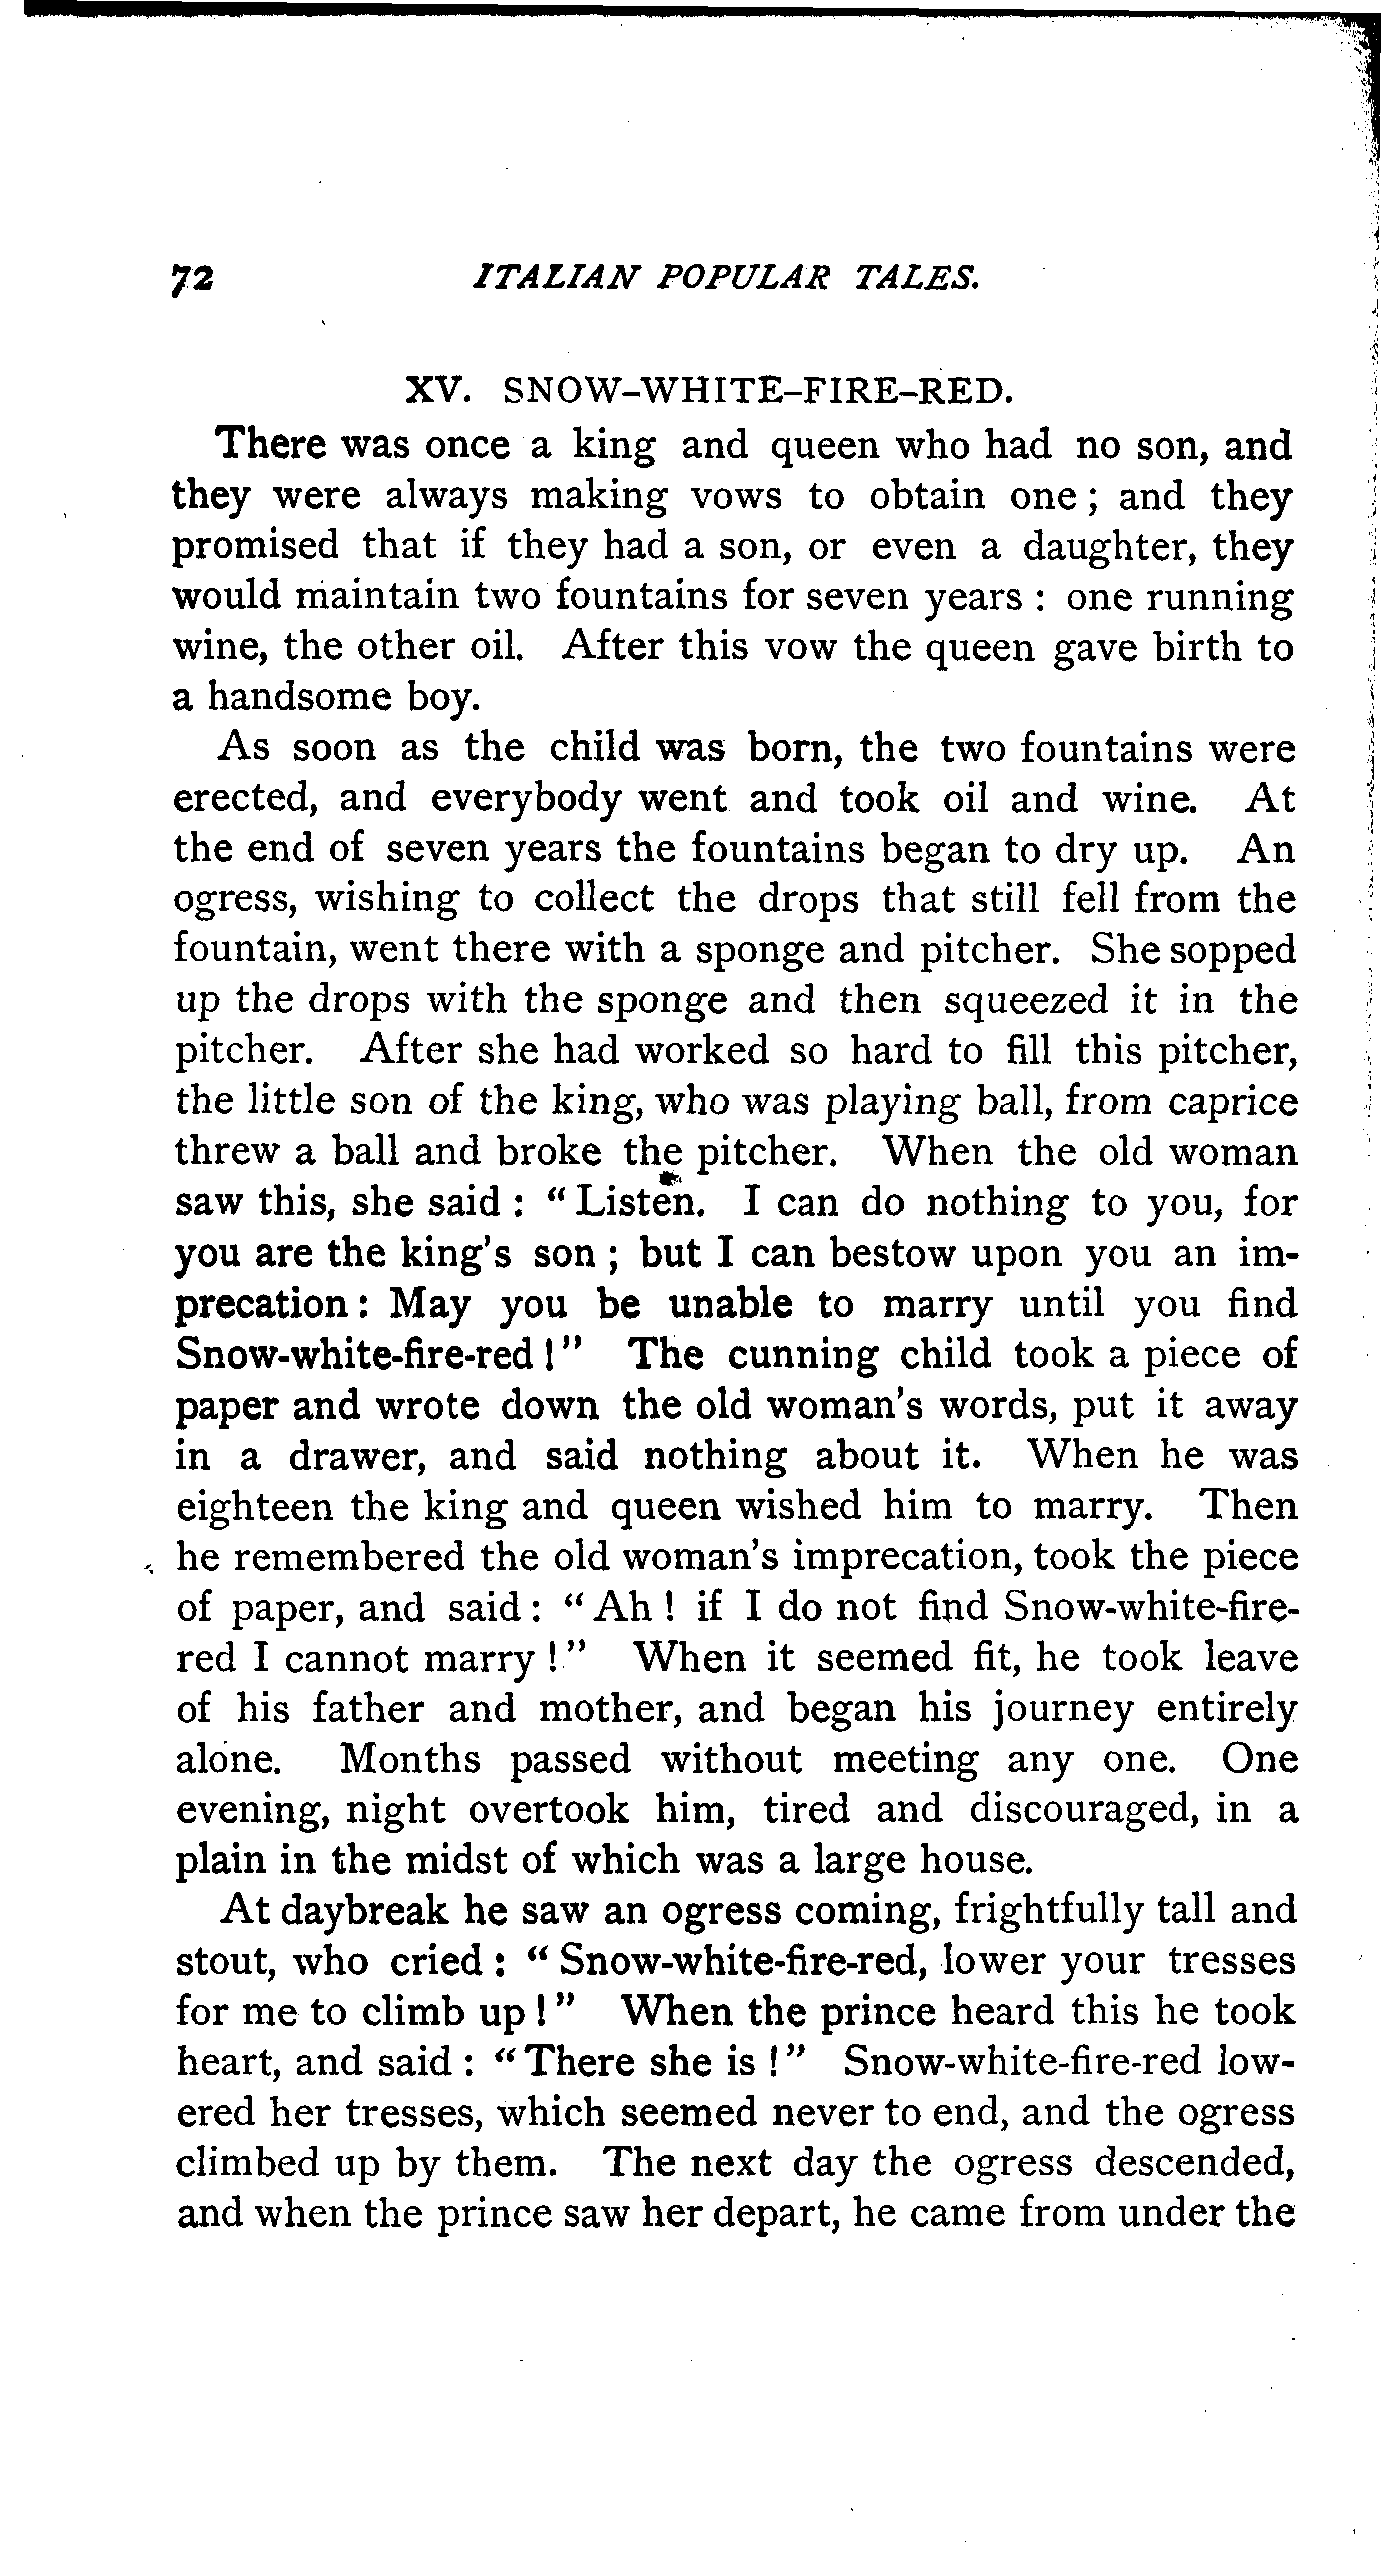 72 ITALIAN POPULAR TALES.
XV. SNOW-WHITE-FIRE-RED.
There was once a king and queen who had no son, and
they were always making vows to obtain one; and they
promised that if they had a son, or even a daughter, they
would maintain two fountains for seven years: one running
wine, the other oil. After this vow the queen gave birth to
a handsome boy.
As soon as the child was born, the two fountains were
erected, and everybody went and took oil and wine. At
the end of seven years the fountains began to dry up. An
ogress, wishing to collect the drops that still fell from the
fountain, went there with a sponge and pitcher. She sopped
up the drops with the sponge and then squeezed it in the
pitcher. After she had worked so hard to fill this pitcher,
the little son of the king, who was playing ball, from caprice
threw a ball and broke the pitcher. When the old woman
saw this, she said: "Listen. I can do nothing to you, for
you are the king's son; but I can bestow upon you an im-
precation: May you be unable to marry until you find
Snow-white-fire-red!" The cunning child took a piece of
paper and wrote down the old woman's words, put it away
in a drawer, and said nothing about it. When he was
eighteen the king and queen wished him to marry. Then
he remembered the old woman's imprecation, took the piece
of paper, and said: "Ah! if I do not find Snow-white-fire-
red I cannot marry!" When it seemed fit, he took leave
of his father and mother, and began his journey entirely
alone. Months passed without meeting any one. One
evening, night overtook him, tired and discouraged, in a
plain in the midst of which was a large house.
At daybreak he saw an ogress coming, frightfully tall and
stout, who cried: "Snow-white-fire-red, lower your tresses
for me to climb up!" When the prince heard this he took
heart, and said: "There she is!" Snow-white-fire-red low-
ered her tresses, which seemed never to end, and the ogress
climbed up by them. The next day the ogress descended,
and when the prince saw her depart, he came from under the